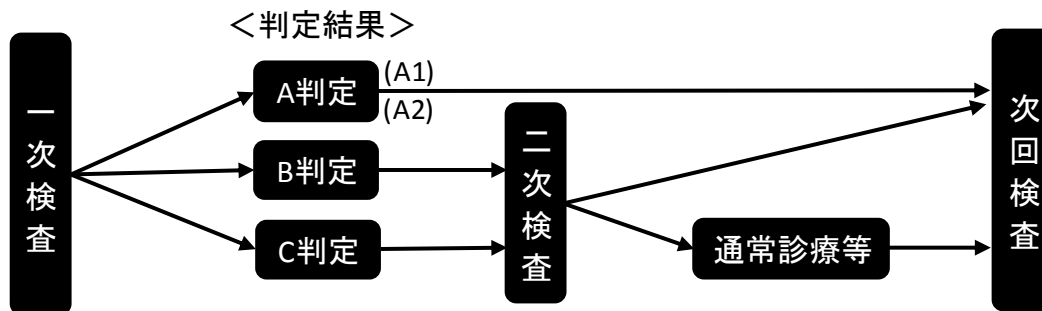 <判定結果>
一次検査
A判定
(A1)
(A2)
B判定
C判定
二次検査
通常診療等
次回検査